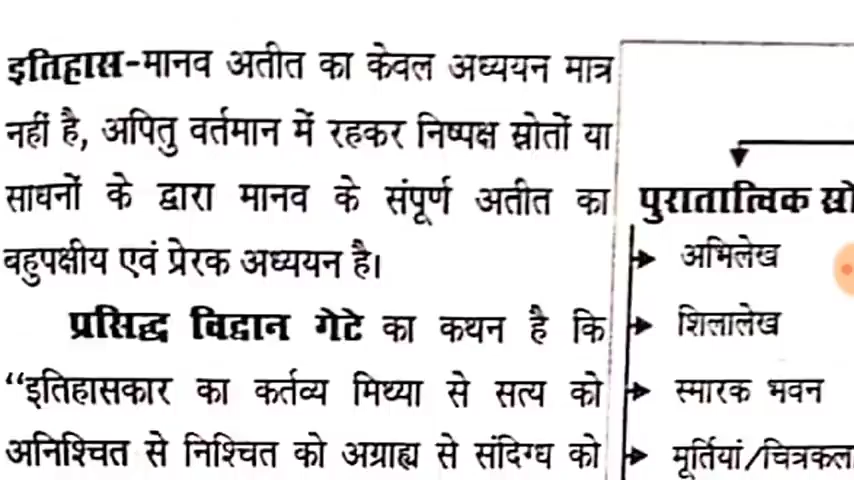 इतिहास-मानव अतीत का केवल अध्ययन मात्र
नहीं है, अपितु वर्तमान में रहकर निष्पक्ष स्रोतों या
साधनों के द्वारा मानव के संपूर्ण अतीत का
बहुपक्षीय एवं प्रेरक अध्ययन है।
प्रसिद्ध विद्वान गेटे का कथन है कि
“इतिहासकार का कर्तव्य मिथ्या से सत्य को
अनिश्चित से निश्चित को अग्राह्य से संदिग्ध को
पुरातात्विक
अभिलेख
शिलालेख
स्मारक भवन
मूर्तियां/